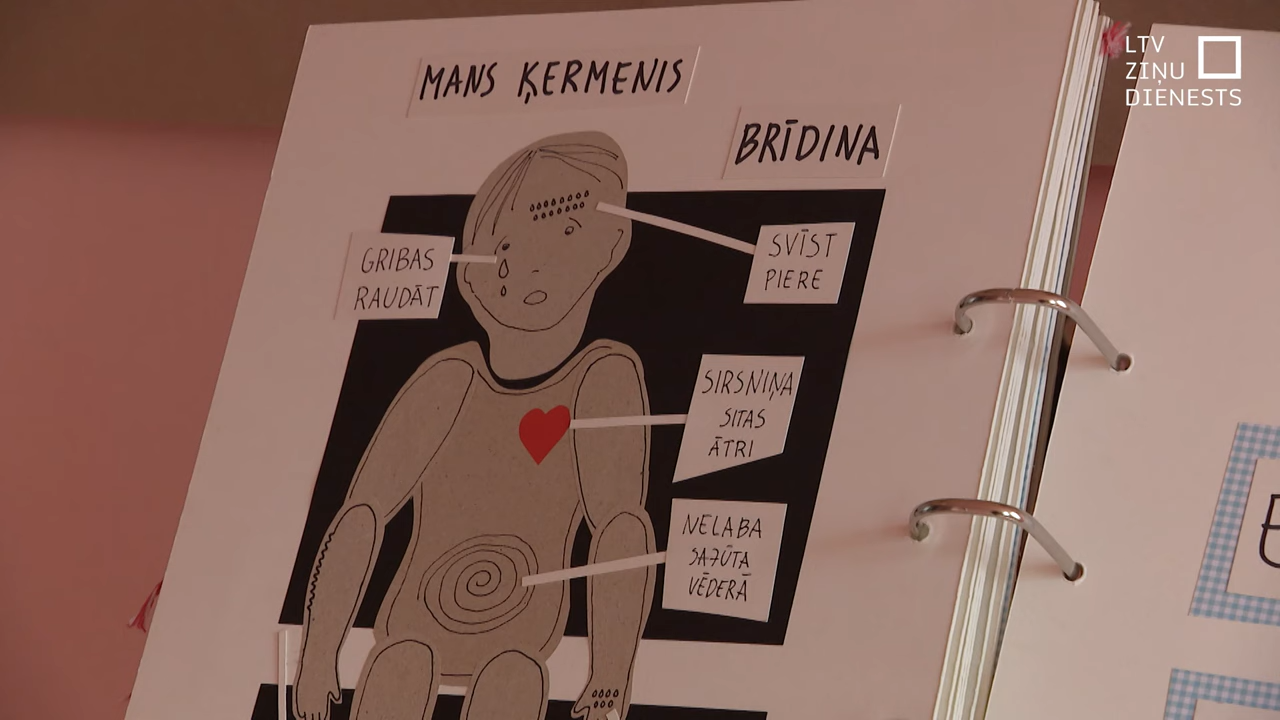 LTV
ZIŅU
DIENESTS
MANS ĶERMENIS
BRĪDINA
GRIBAS
RAUDĀT
SVĪST
PIERE
SIRSNIŅA
SITAS
ĀTRI
NELABA
SAJŪTA
VĒDERĀ